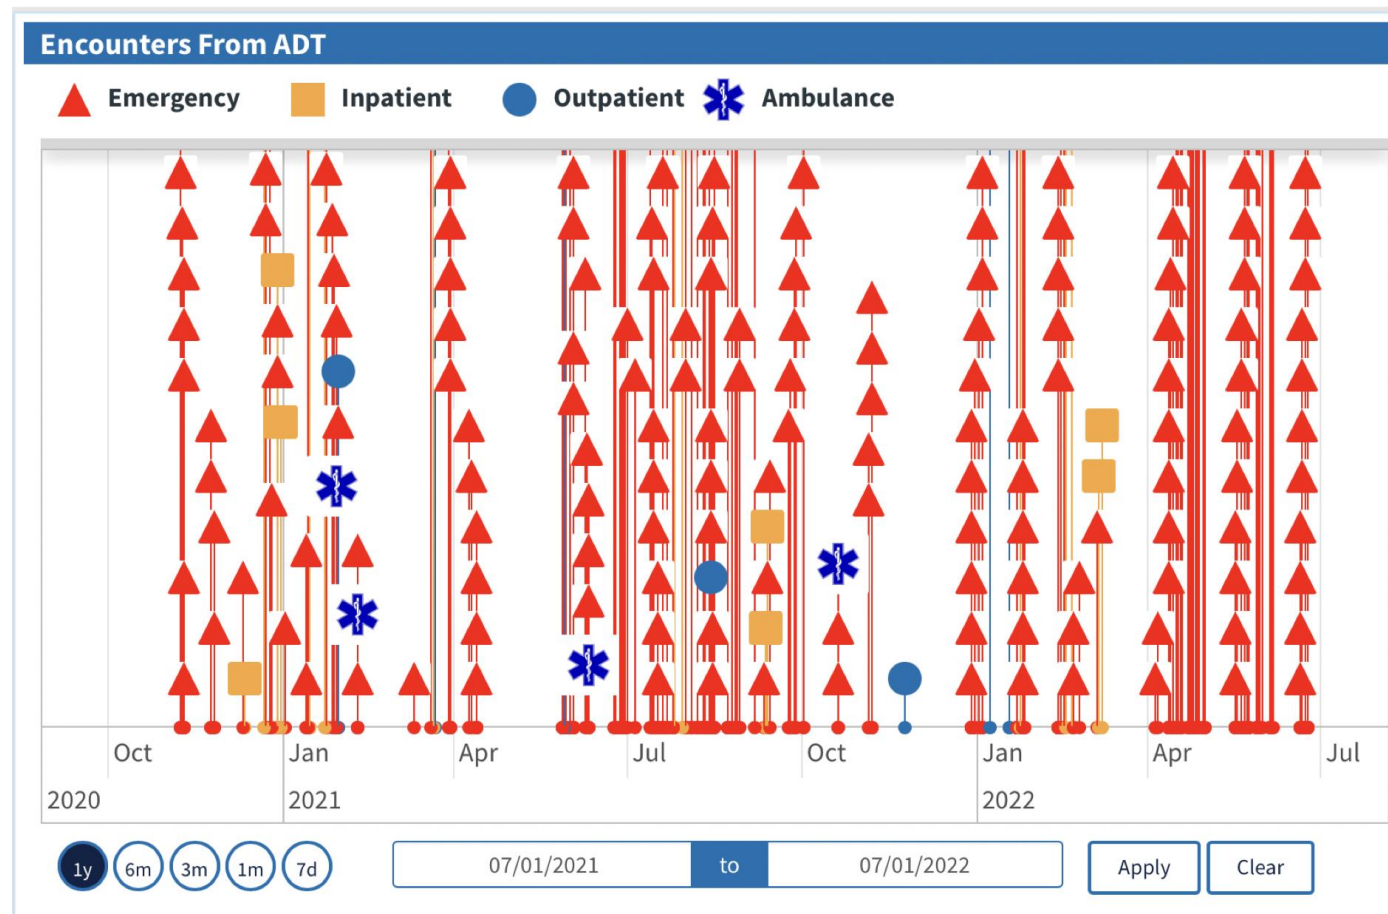 Encounters From ADT
Emergency Inpatient Outpatient Ambulance
Oct Jan Apr Jul Oct Jan Apr Jul
2020 2021 2022
1y 6m 3m 1m 7d 07/01/2021 to 07/01/2022 Apply Clear